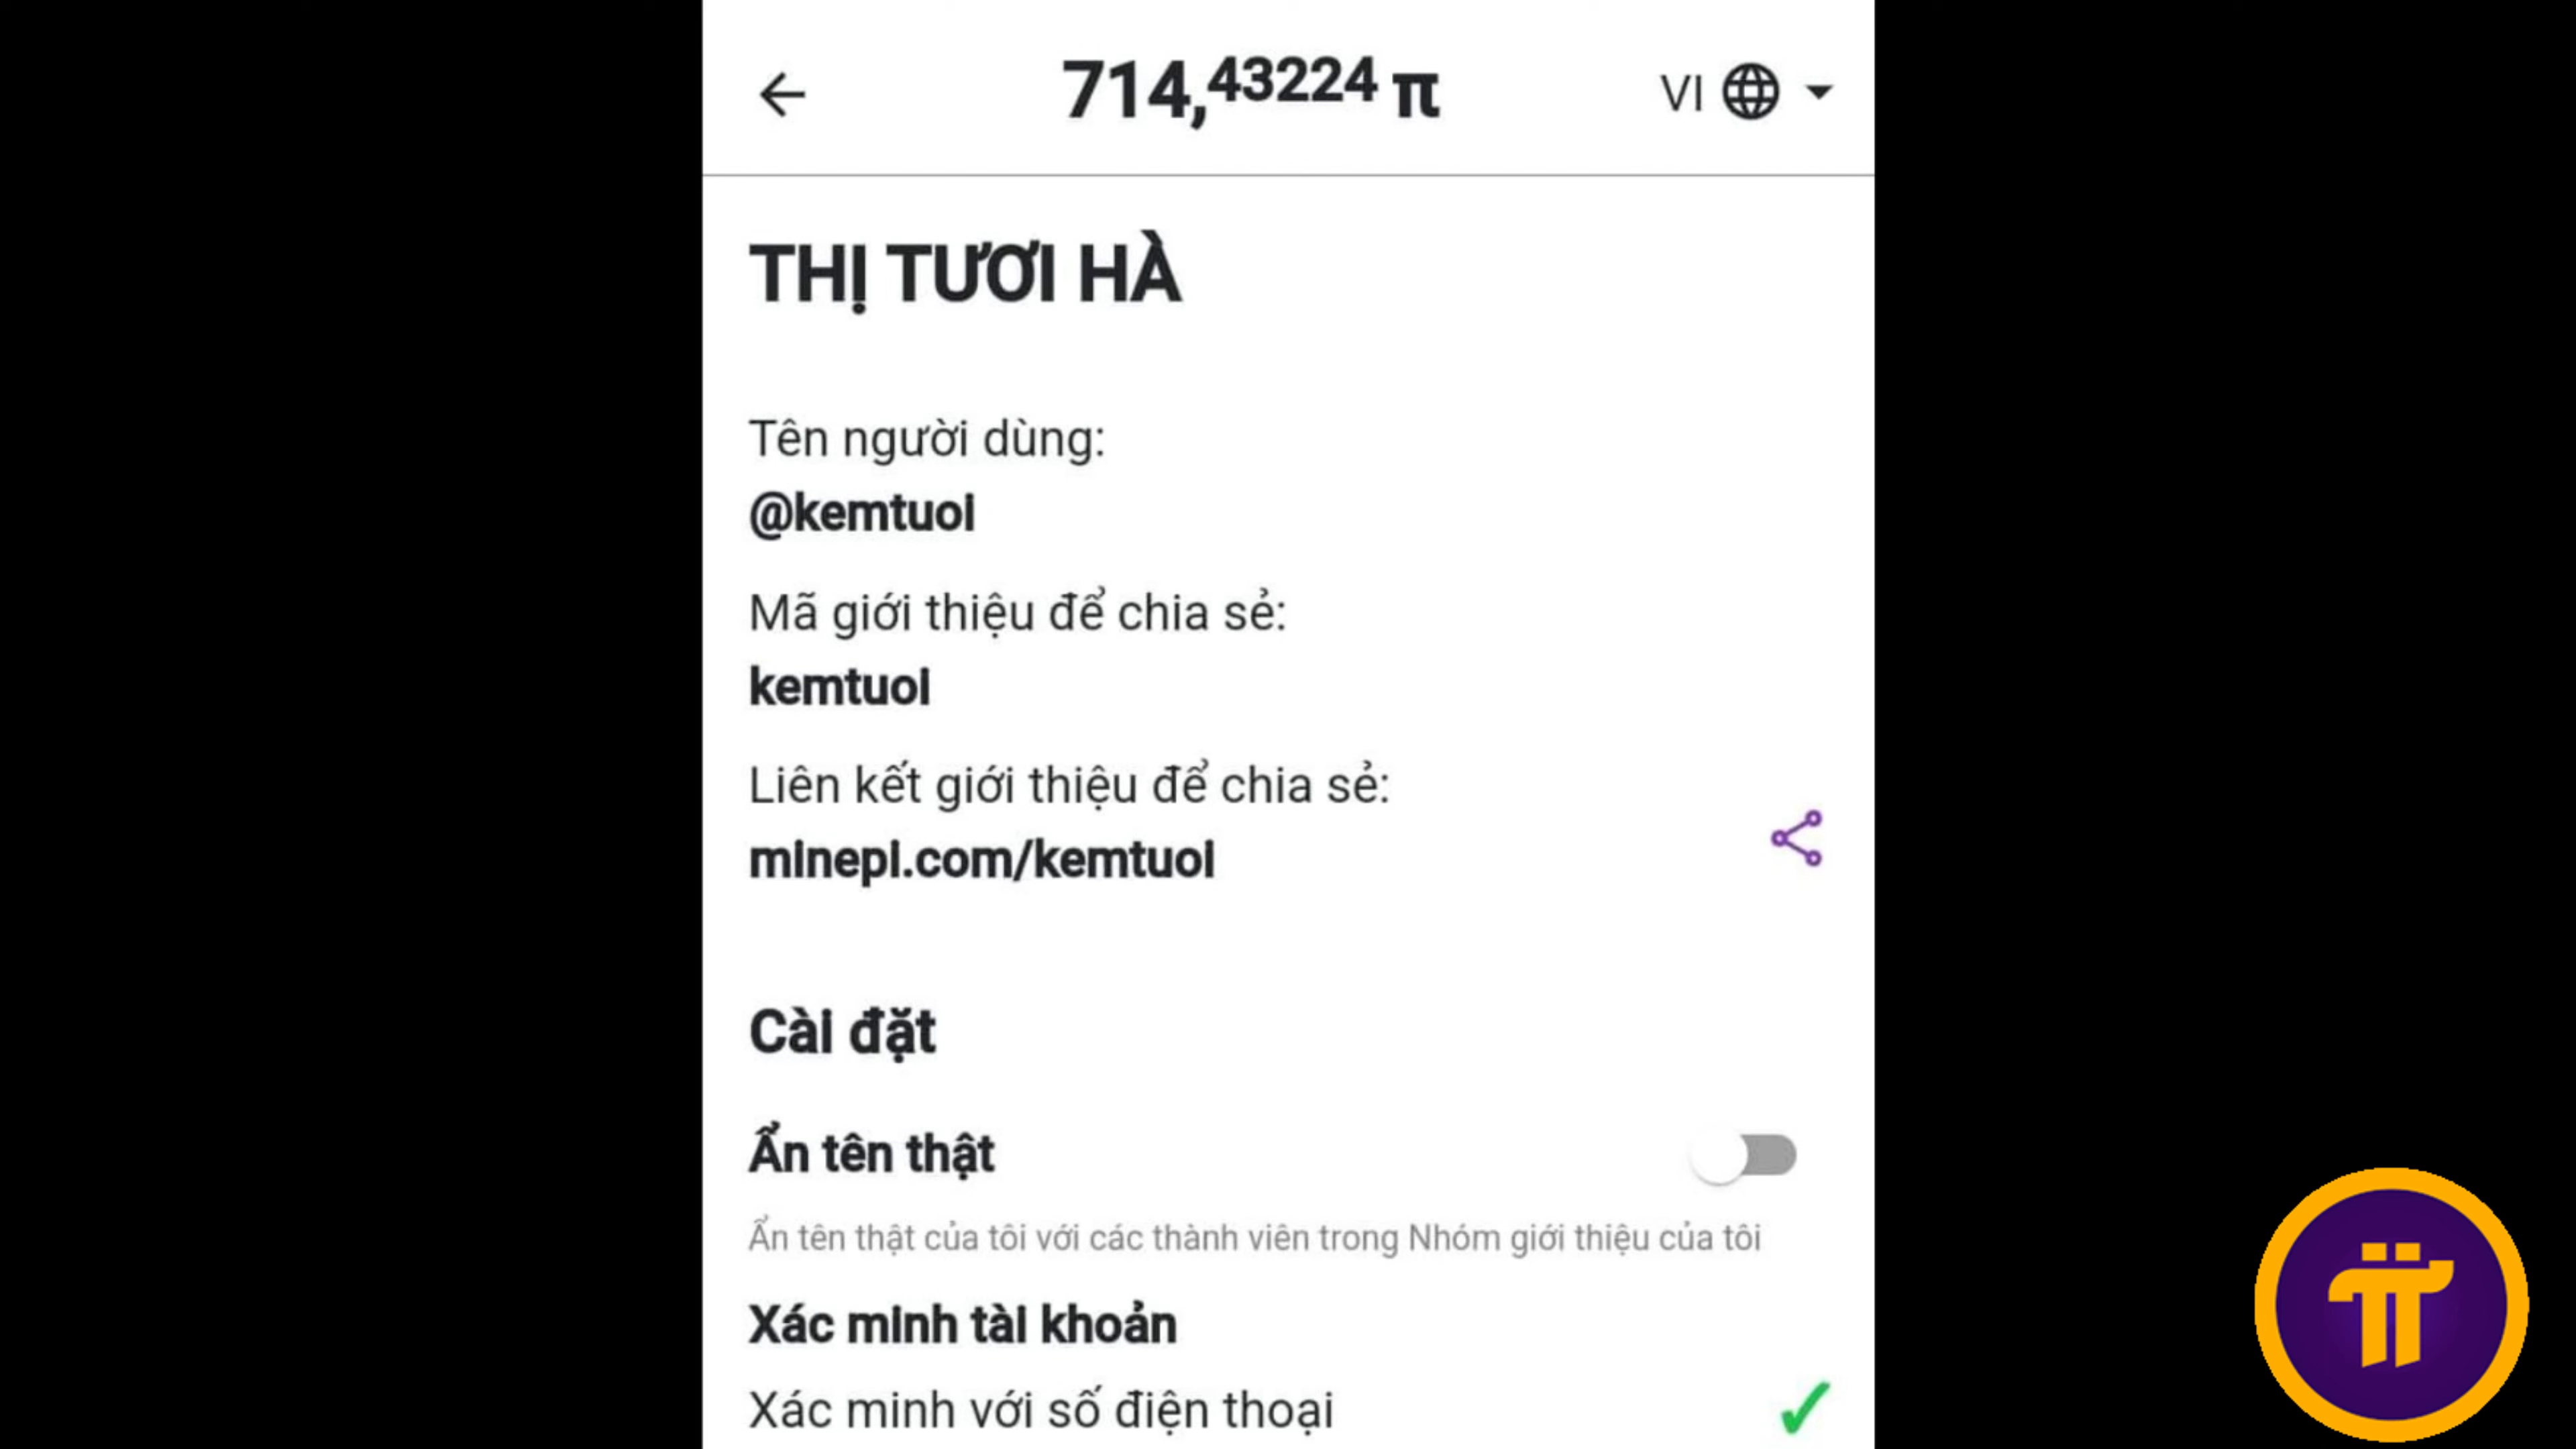 714,43224 π
VI
THỊ TƯƠI HÀ
Tên người dùng:
@kemtuoi
Mã giới thiệu để chia sẻ:
kemtuoi
Liên kết giới thiệu để chia sẻ:
minepi.com/kemtuoi
Cài đặt
Ẩn tên thật
Ẩn tên thật của tôi với các thành viên trong Nhóm giới thiệu của tôi
Xác minh tài khoản
Xác minh với số điện thoại